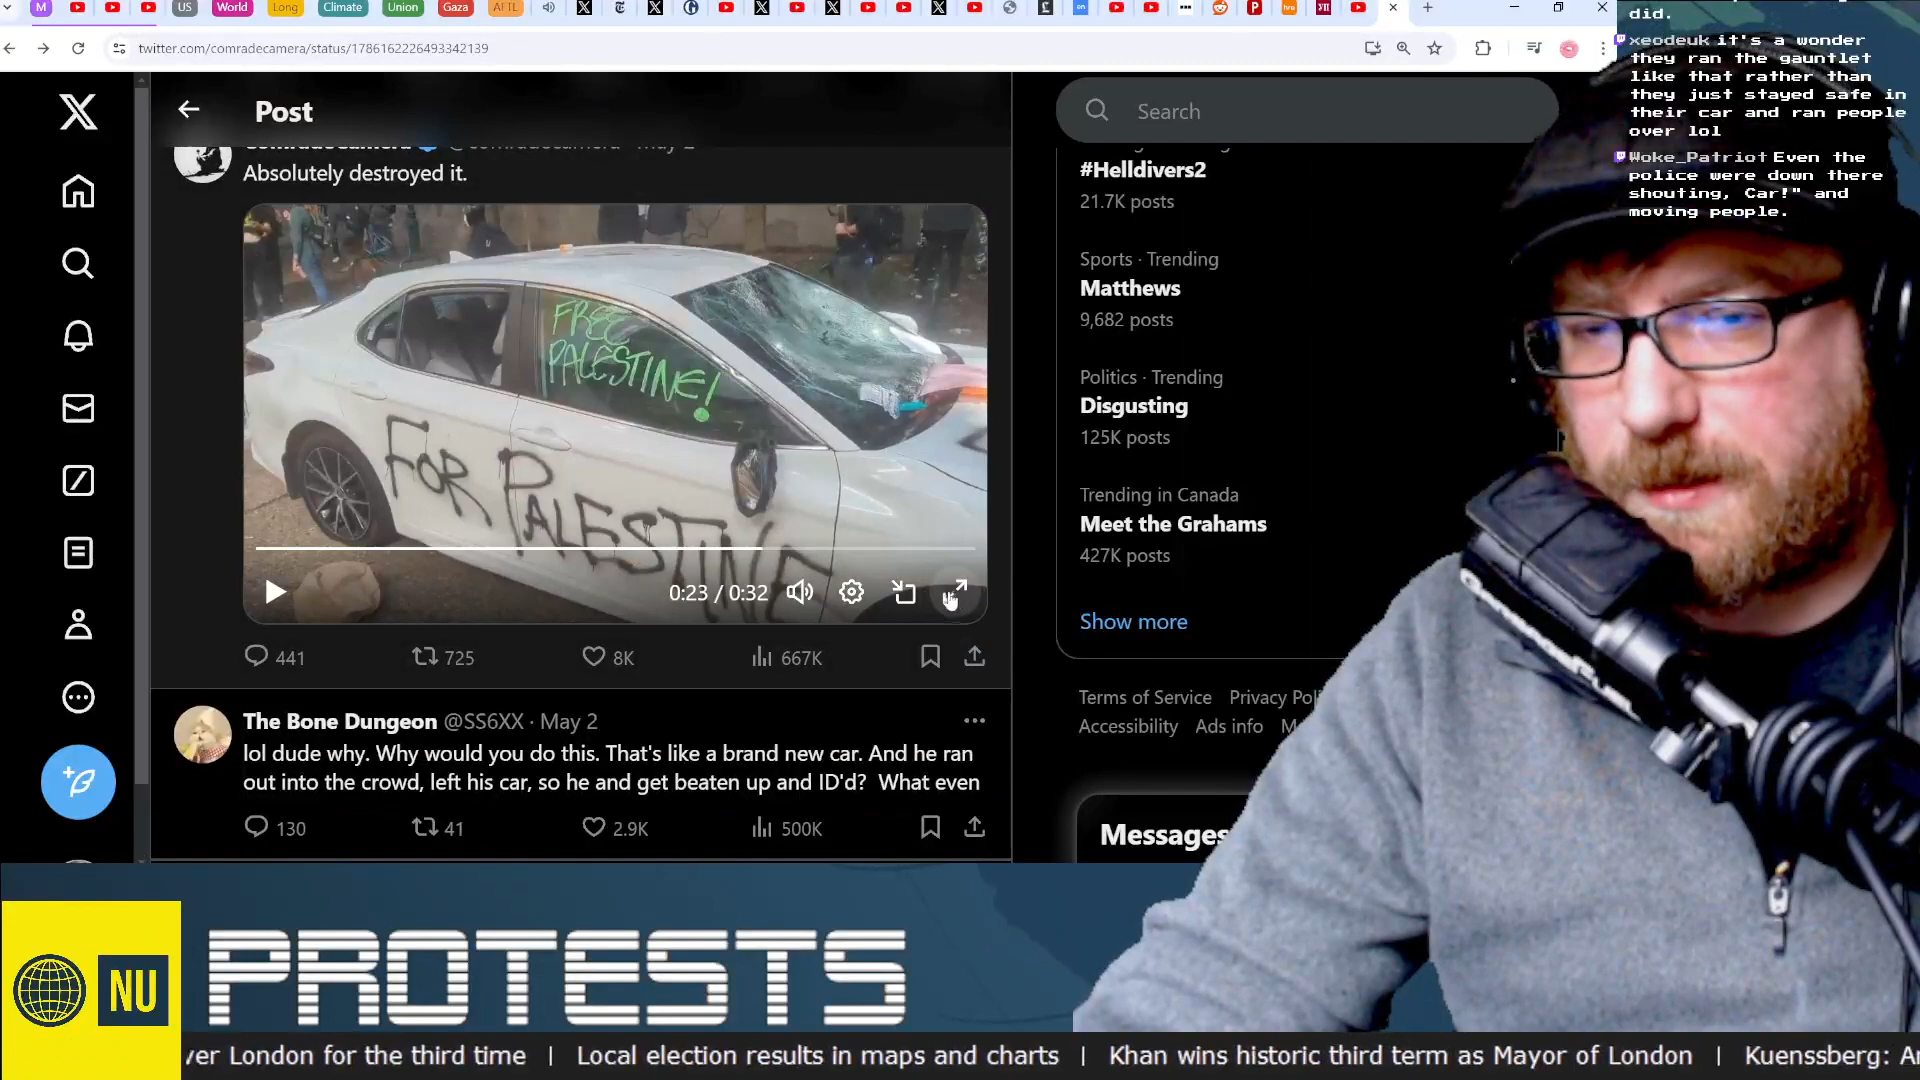 US
World
Long
Climate
Union
Gaza
AFTL
twitter.com/comradecamera/status/1786162226493342139
Post
Search
Absolutely destroyed it.
FREE
PALESTINE!
FOR PALESTINE
0:23 / 0:32
441
725
8K
667K
The Bone Dungeon @SS6XX · May 2
lol dude why. Why would you do this. That's like a brand new car. And he ran
out into the crowd, left his car, so he and get beaten up and ID'd? What even
130
41
2.9K
500K
#Helldivers2
21.7K posts
Sports · Trending
Matthews
9,682 posts
Politics · Trending
Disgusting
125K posts
Trending in Canada
Meet the Grahams
427K posts
Show more
Terms of Service
Accessibility Ads info
Messages
did.
xeodeuk it's a wonder
they ran the gauntlet
like that rather than
they just stayed safe in
their car and ran people
over lol
Woke_Patriot Even the
police were down there
shouting, Car!" and
moving people.
NU
PROTESTS
ver London for the third time | Local election results in maps and charts | Khan wins historic third term as Mayor of London | Kuenssberg: